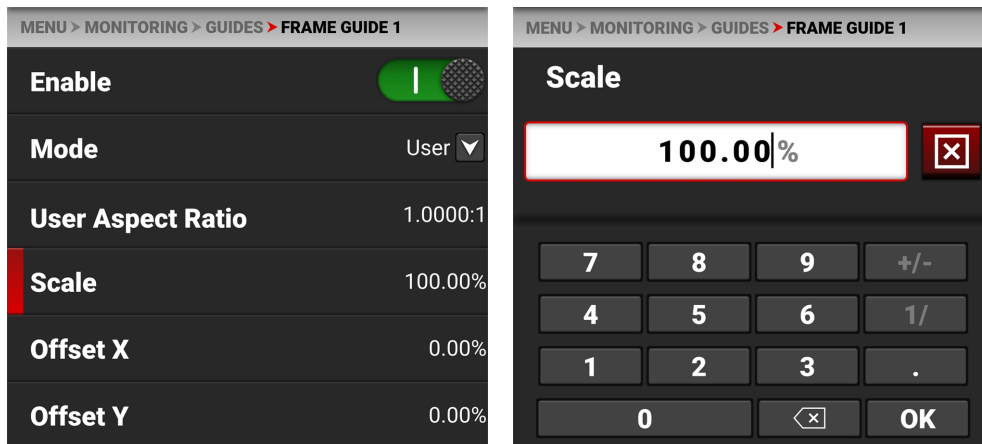 MENU > MONITORING > GUIDES > FRAME GUIDE 1
Enable
Mode User
User Aspect Ratio 1.0000:1
Scale 100.00%
Offset X 0.00%
Offset Y 0.00%
MENU > MONITORING > GUIDES > FRAME GUIDE 1
Scale
100.00%
7 8 9 +/-
4 5 6 1/
1 2 3 .
0 OK